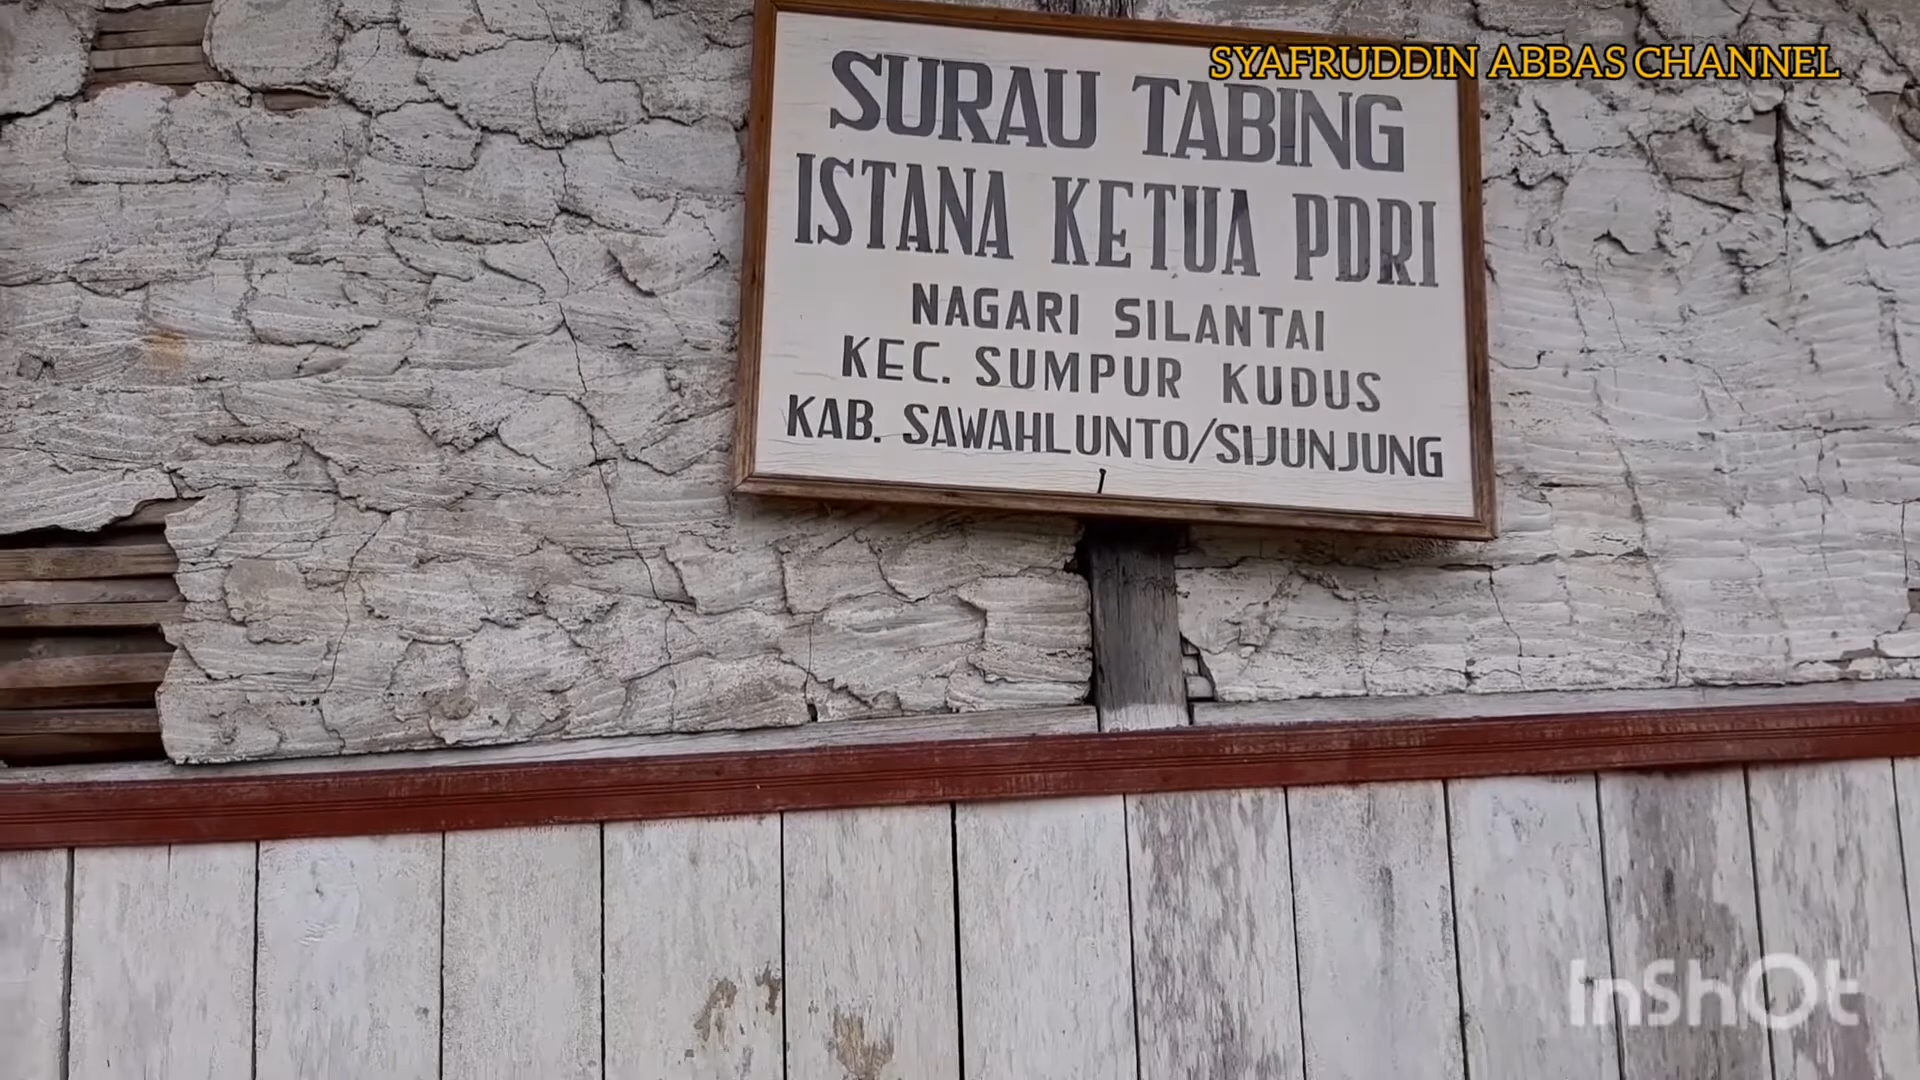 SYAFRUDDIN ABBAS CHANNEL
SURAU TABING
ISTANA KETUA PDRI
NAGARI SILANTAI
KEC. SUMPUR KUDUS
KAB. SAWAHLUNTO/SIJUNJUNG
InShOt